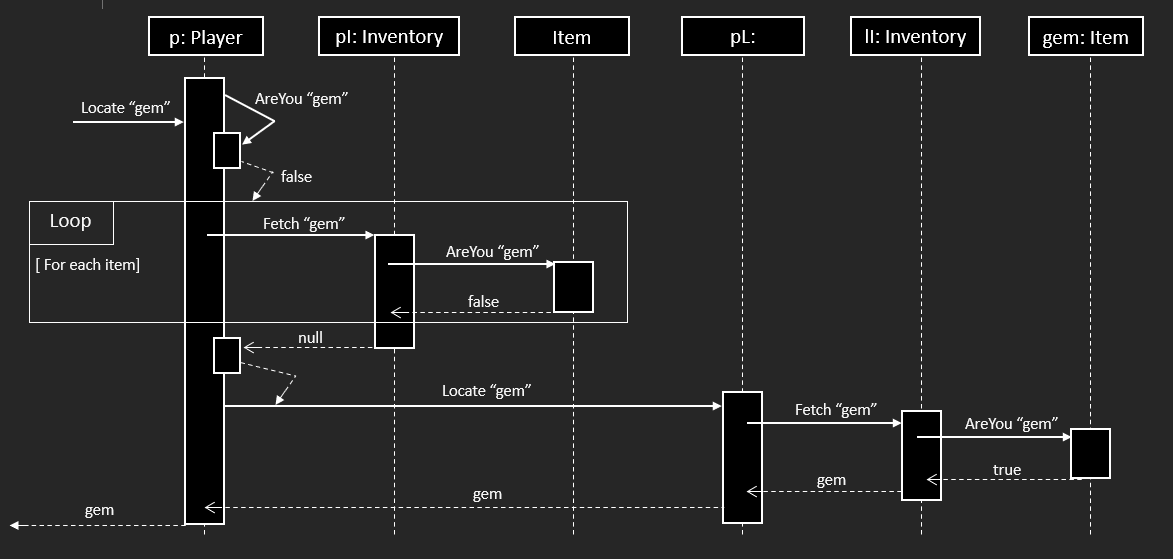 p: Player
pI: Inventory
Item
pL:
lI: Inventory
gem: Item
Locate “gem”
AreYou “gem”
false
Loop
[ For each item]
Fetch “gem”
AreYou “gem”
false
null
Locate “gem”
Fetch “gem”
AreYou “gem”
true
gem
gem
gem